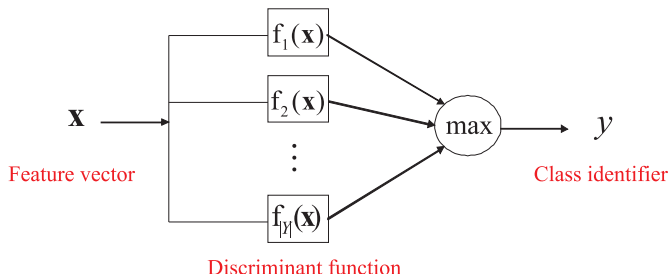 f₁(x)
x
f₂(x)
max
y
Feature vector
⋮
Class identifier
f|Y|(x)
Discriminant function